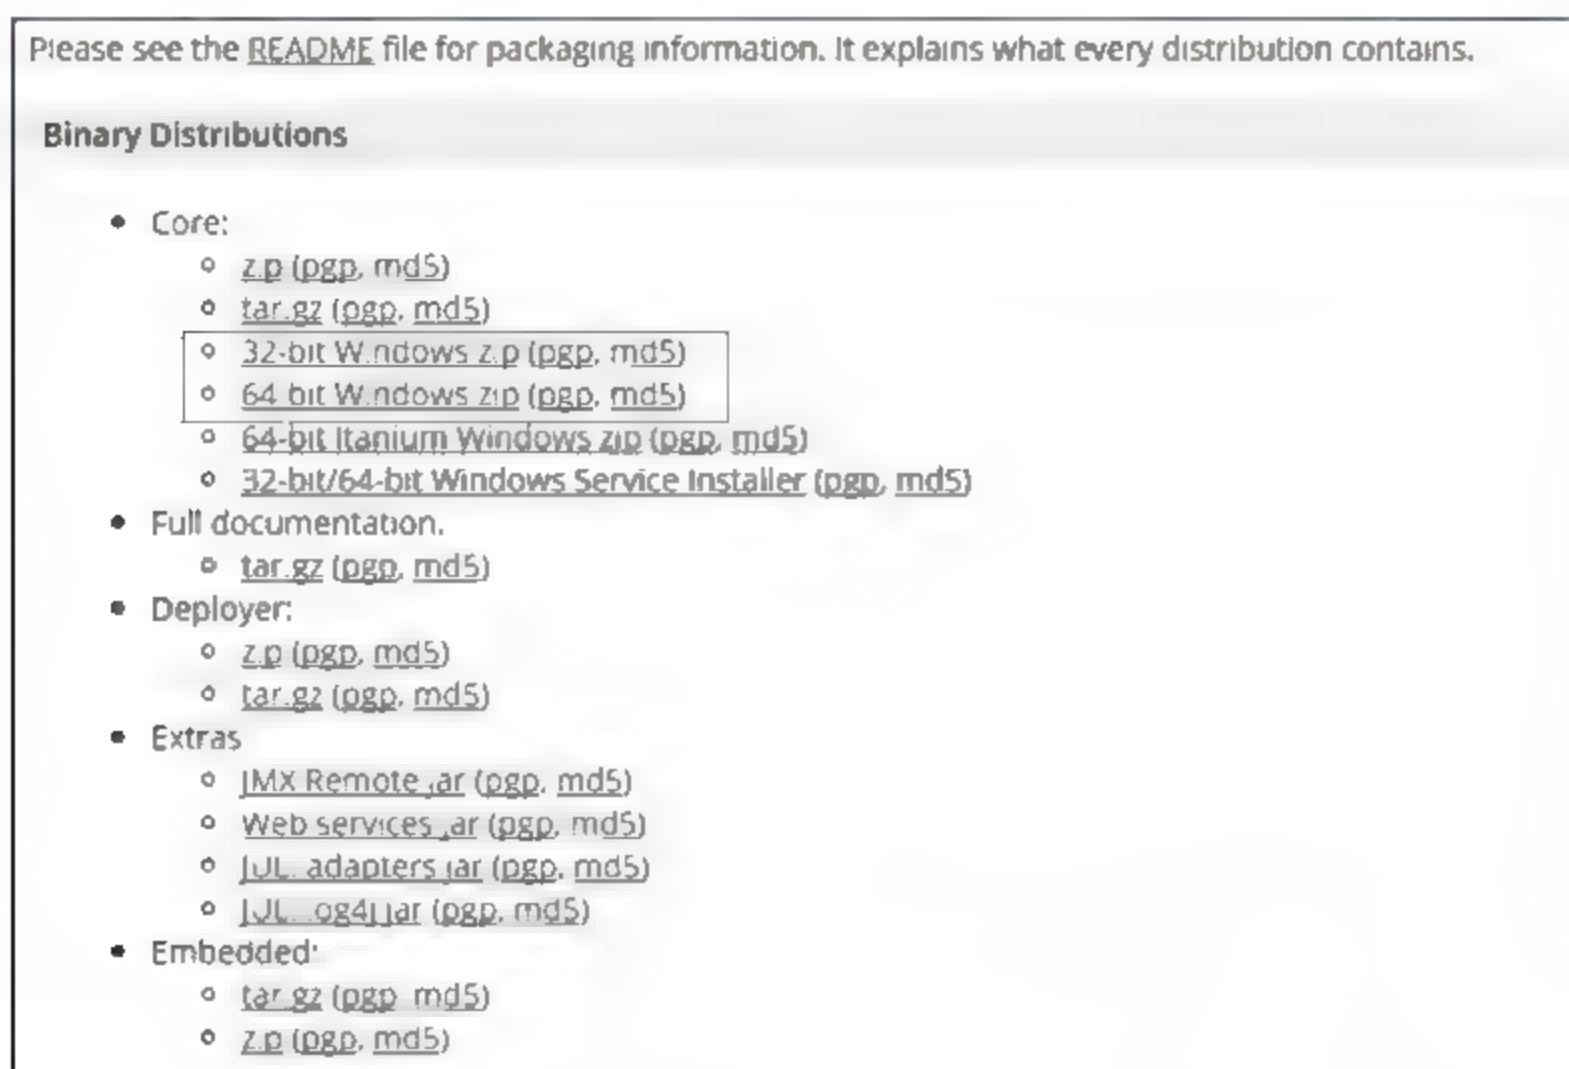 Please see the README file for packaging information. It explains what every distribution contains.
Binary Distributions
Core:
zip (pgp, md5)
tar.gz (pgp, md5)
32-bit Windows zip (pgp, md5)
64-bit Windows zip (pgp, md5)
64-bit Itanium Windows zip (pgp, md5)
32-bit/64-bit Windows Service Installer (pgp, md5)
Full documentation:
tar.gz (pgp, md5)
Deployer:
zip (pgp, md5)
tar.gz (pgp, md5)
Extras:
JMX Remote jar (pgp, md5)
Web services jar (pgp, md5)
JULI adapters jar (pgp, md5)
JULI log4j jar (pgp, md5)
Embedded:
tar.gz (pgp, md5)
zip (pgp, md5)